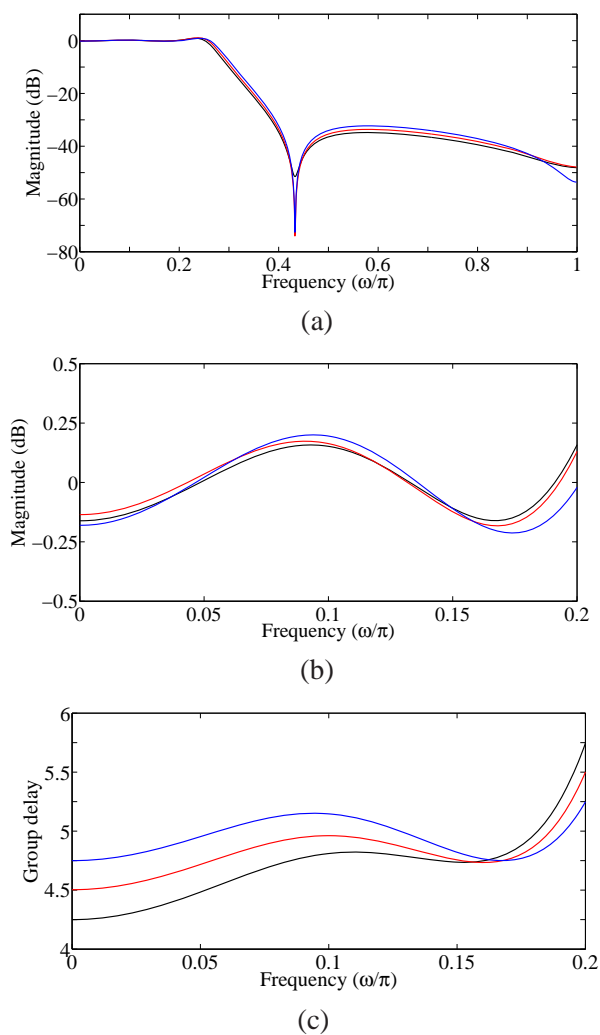 0
−20
−40
−60
−80
Magnitude (dB)
0 0.2 0.4 0.6 0.8 1
Frequency (ω/π)
(a)
0.5
0.25
0
−0.25
−0.5
Magnitude (dB)
0 0.05 0.1 0.15 0.2
Frequency (ω/π)
(b)
6
5.5
5
4.5
4
Group delay
0 0.05 0.1 0.15 0.2
Frequency (ω/π)
(c)